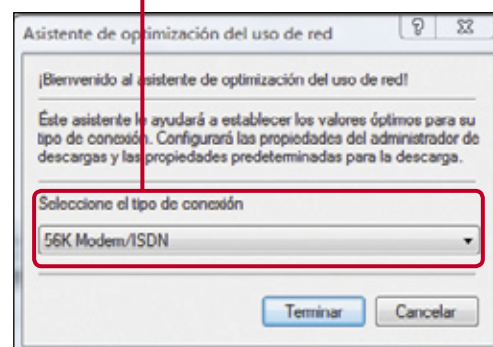 Asistente de optimización del uso de red
¡Bienvenido al asistente de optimización del uso de red!
Este asistente le ayudará a establecer los valores óptimos para su
tipo de conexión. Configurará las propiedades del administrador de
descargas y las propiedades predeterminadas para la descarga.
Seleccione el tipo de conexión
56K Modem/ISDN
Terminar
Cancelar